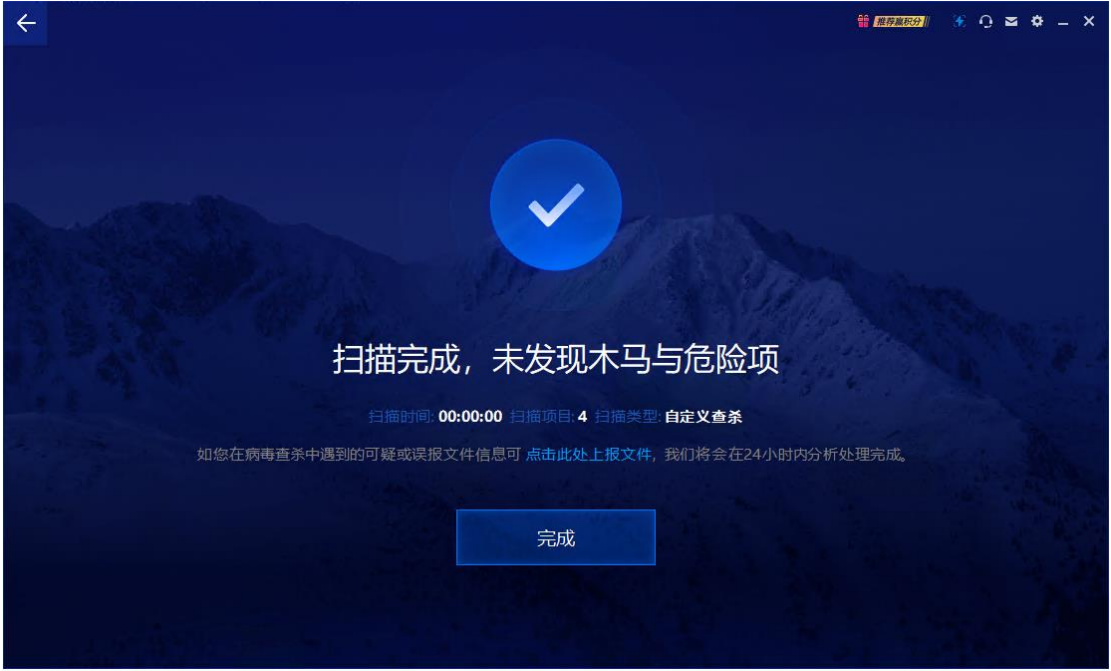 推荐赢积分
扫描完成，未发现木马与危险项
扫描时间: 00:00:00 扫描项目: 4 扫描类型: 自定义查杀
如您在病毒查杀中遇到的可疑或误报文件信息可 点击此处上报文件，我们将会在24小时内分析处理完成。
完成